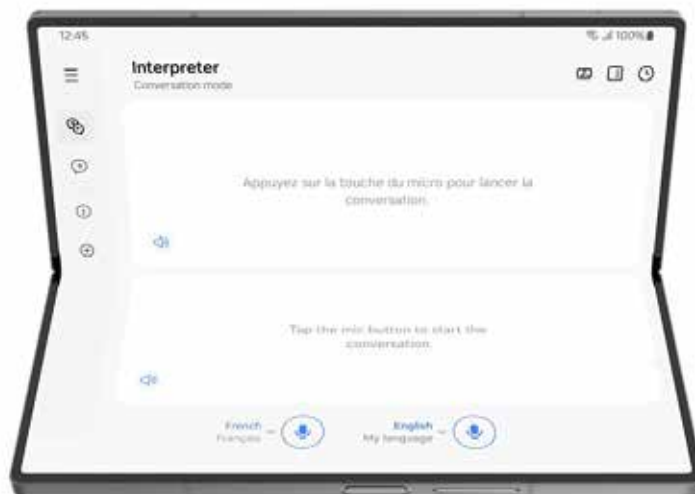 12:45
100%
Interpreter
Conversation mode
Appuyez sur la touche du micro pour lancer la
conversation.
Tap the mic button to start the
conversation.
French
Français
English
My language